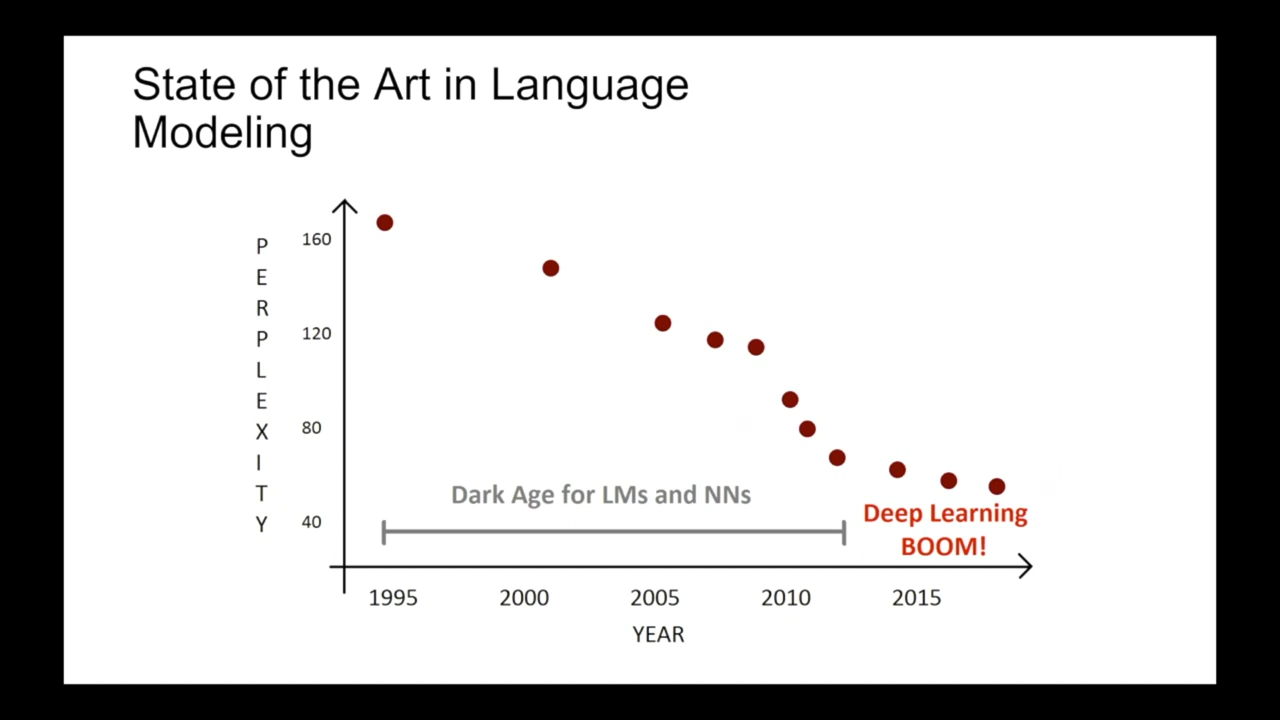 State of the Art in Language
Modeling
PERPLEXITY
160
120
80
40
Dark Age for LMs and NNs
Deep Learning
BOOM!
1995 2000 2005 2010 2015
YEAR